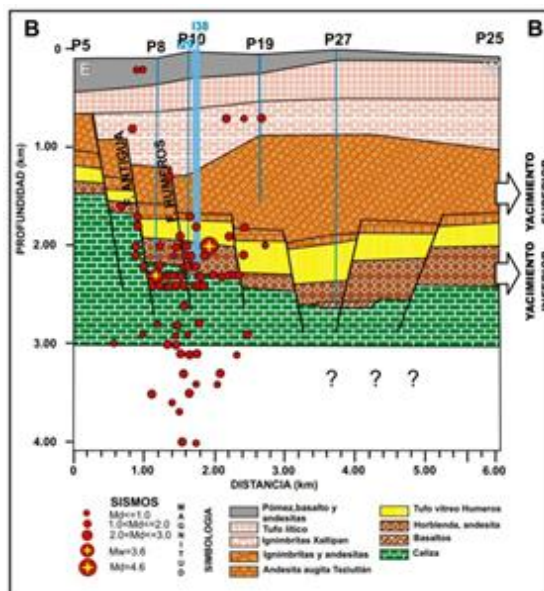 B
B
P5
P8
P10
I38
P19
P27
P25
0
1.00
2.00
3.00
4.00
PROFUNDIDAD (km)
F. ANTIGUA
F. HUMEROS
YACIMIENTO SUPERIOR
YACIMIENTO INFERIOR
? ? ?
0 1.00 2.00 3.00 4.00 5.00 6.00
DISTANCIA (km)
SISMOS
Md<=1.0
1.0<Md<=2.0
2.0<Md<=3.0
Mw=3.6
Md=4.6
MAGNITUD
SIMBOLOGIA
Pómez,basalto y andesitas
Tufo lítico
Ignimbritas Xaltipan
Ignimbritas y andesitas
Andesita augita Teziutlán
Tufo vítreo Humeros
Horblenda, andesita
Basaltos
Caliza